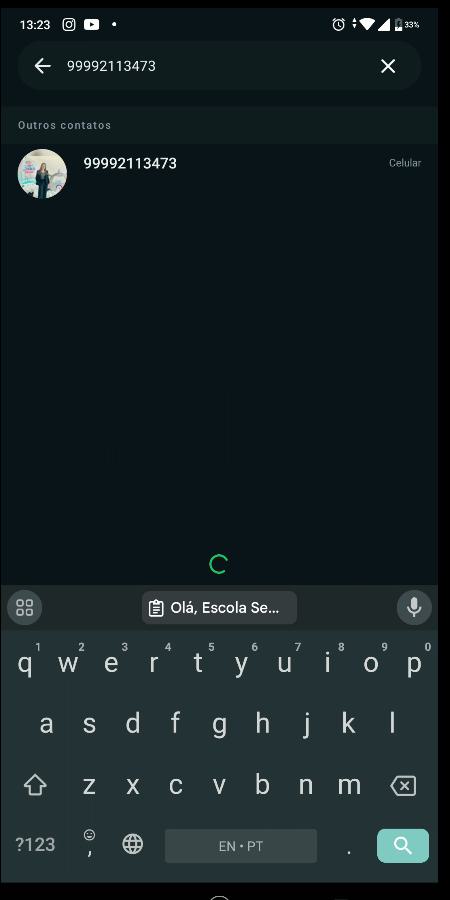 13:23
33%
99992113473
Outros contatos
99992113473 Celular
Olá, Escola Se...
1 2 3 4 5 6 7 8 9 0
q w e r t y u i o p
a s d f g h j k l
z x c v b n m
?123 , EN • PT .